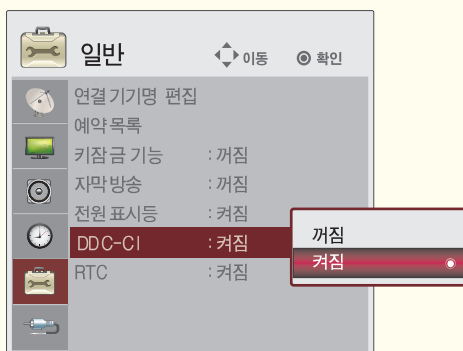 일반 이동 확인
연결기기명 편집
예약목록
키잠금 기능 : 꺼짐
자막방송 : 꺼짐
전원표시등 : 켜짐
DDC-CI : 켜짐
RTC : 켜짐
꺼짐
켜짐